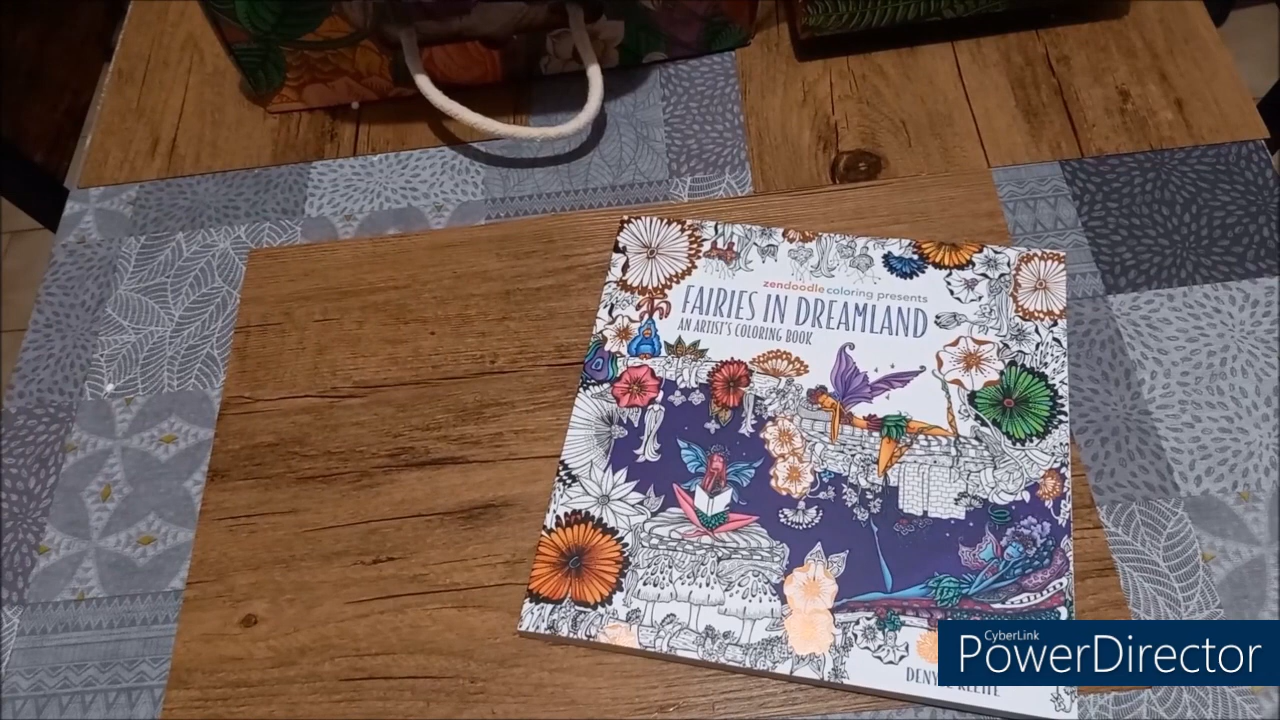 zendoodle coloring presents
FAIRIES IN DREAMLAND
AN ARTIST'S COLORING BOOK
CyberLink
PowerDirector